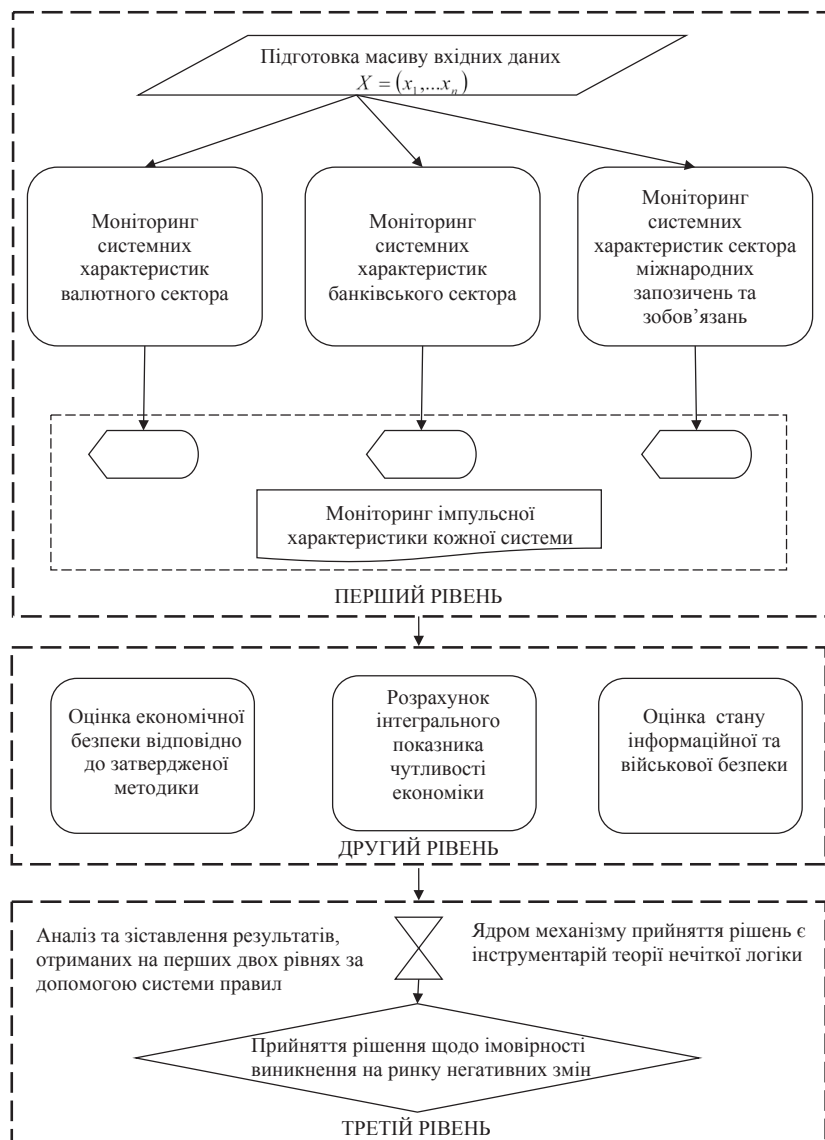 Підготовка масиву вхідних даних
X = (x₁,...xₙ)
Моніторинг
системних
характеристик
валютного сектора
Моніторинг
системних
характеристик
банківського сектора
Моніторинг
системних
характеристик сектора
міжнародних
запозичень та
зобов’язань
Моніторинг імпульсної
характеристики кожної системи
ПЕРШИЙ РІВЕНЬ
Оцінка економічної
безпеки відповідно
до затвердженої
методики
Розрахунок
інтегрального
показника
чутливості
економіки
Оцінка стану
інформаційної та
військової безпеки
ДРУГИЙ РІВЕНЬ
Аналіз та зіставлення результатів,
отриманих на перших двох рівнях за
допомогою системи правил
Ядром механізму прийняття рішень є
інструментарій теорії нечіткої логіки
Прийняття рішення щодо імовірності
виникнення на ринку негативних змін
ТРЕТІЙ РІВЕНЬ